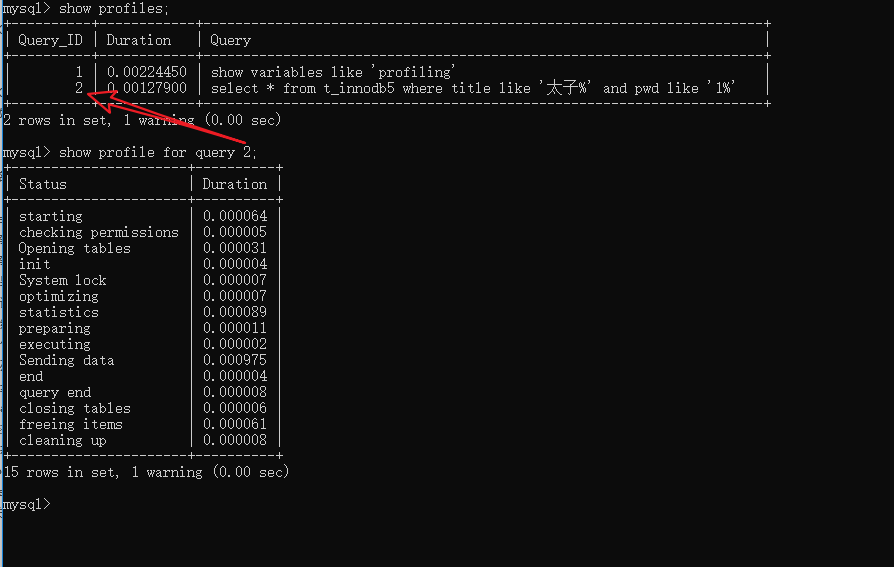 mysql> show profiles;
+----------+------------+----------------------------------------------------------------------+
| Query_ID | Duration | Query |
+----------+------------+----------------------------------------------------------------------+
| 1 | 0.00224450 | show variables like 'profiling' |
| 2 | 0.00127900 | select * from t_innodb5 where title like '太子%' and pwd like '1%' |
+----------+------------+----------------------------------------------------------------------+
2 rows in set, 1 warning (0.00 sec)
mysql> show profile for query 2;
+----------------------+----------+
| Status | Duration |
+----------------------+----------+
| starting | 0.000064 |
| checking permissions | 0.000005 |
| Opening tables | 0.000031 |
| init | 0.000004 |
| System lock | 0.000007 |
| optimizing | 0.000007 |
| statistics | 0.000089 |
| preparing | 0.000011 |
| executing | 0.000002 |
| Sending data | 0.000975 |
| end | 0.000004 |
| query end | 0.000008 |
| closing tables | 0.000006 |
| freeing items | 0.000061 |
| cleaning up | 0.000008 |
+----------------------+----------+
15 rows in set, 1 warning (0.00 sec)
mysql>